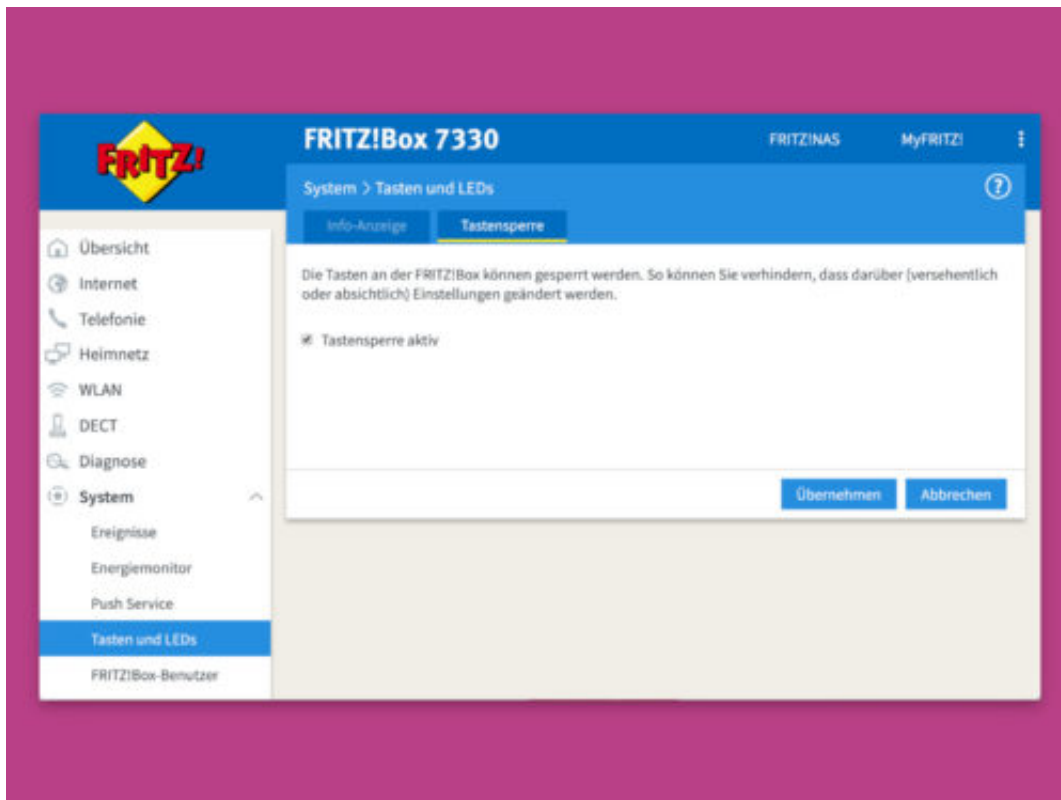 FRITZ!
FRITZ!Box 7330
FRITZ!NAS
MyFRITZ!
System > Tasten und LEDs
?
Info-Anzeige
Tastensperre
Übersicht
Internet
Telefonie
Heimnetz
WLAN
DECT
Diagnose
System
Ereignisse
Energiemonitor
Push Service
Tasten und LEDs
FRITZ!Box-Benutzer
Die Tasten an der FRITZ!Box können gesperrt werden. So können Sie verhindern, dass darüber (versehentlich
oder absichtlich) Einstellungen geändert werden.
Tastensperre aktiv
Übernehmen
Abbrechen